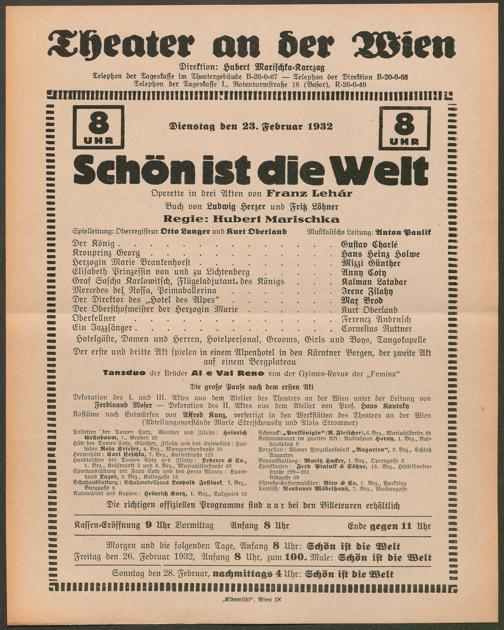 Theater an der Wien
Direktion: Hubert Marischka-Karczag
Telephon der Tageskasse im Theatergebäude B-20-0-67 — Telephon der Direktion B-20-0-68
Telephon der Tageskasse I., Rotenturmstraße 16 (Basar), R-26-0-40
8 UHR
Dienstag den 23. Februar 1932
8 UHR
Schön ist die Welt
Operette in drei Akten von Franz Lehár
Buch von Ludwig Herzer und Fritz Löhner
Regie: Hubert Marischka
Spielleitung: Oberregisseur Otto Langer und Kurt Oberland Musikalische Leitung: Anton Paulik
Der König . . . . . Gustav Charlé
Kronprinz Georg . . . . . Hans Heinz Holwe
Herzogin Marie Brankenhorst . . . . . Mizzi Günther
Elisabeth Prinzessin von und zu Lichtenberg . . . . . Anny Coty
Graf Sascha Karlowitsch, Flügeladjutant des Königs . . . . . Kalman Latabar
Mercedes del Rossa, Primaballerina . . . . . Irene Zilahy
Der Direktor des „Hotel des Alpes“ . . . . . Max Brod
Der Obersthofmeister der Herzogin Marie . . . . . Kurt Oberland
Oberkellner . . . . . Ferencz Andrusch
Ein Jazzsänger . . . . . Cornelius Ruttner
Hotelgäste, Damen und Herren, Hotelpersonal, Grooms, Girls und Boys, Tangokapelle
Der erste und dritte Akt spielen in einem Alpenhotel in den Kärntner Bergen, der zweite Akt
auf einem Bergplateau
Tanzduo der Brüder Al e Val Reno von der Gyimes-Revue der „Femina“
Die große Pause nach dem ersten Akt
Dekoration des I. und III. Aktes aus dem Atelier des Theaters an der Wien unter der Leitung von
Ferdinand Moser — Dekoration des II. Aktes aus dem Atelier von Prof. Hans Kautsky
Kostüme nach Entwürfen von Alfred Kunz, verfertigt in den Werkstätten des Theaters an der Wien
(Abteilungsvorstände Marie Strehjowsky und Alois Strommer)
Die richtigen offiziellen Programme sind nur bei den Billeteuren erhältlich
Kassen-Eröffnung 9 Uhr Vormittag Anfang 8 Uhr Ende gegen 11 Uhr
Morgen und die folgenden Tage, Anfang 8 Uhr: Schön ist die Welt
Freitag den 26. Februar 1932, Anfang 8 Uhr, zum 100. Male: Schön ist die Welt
Sonntag den 28. Februar, nachmittags 4 Uhr: Schön ist die Welt
„Elbemühl“, Wien IX